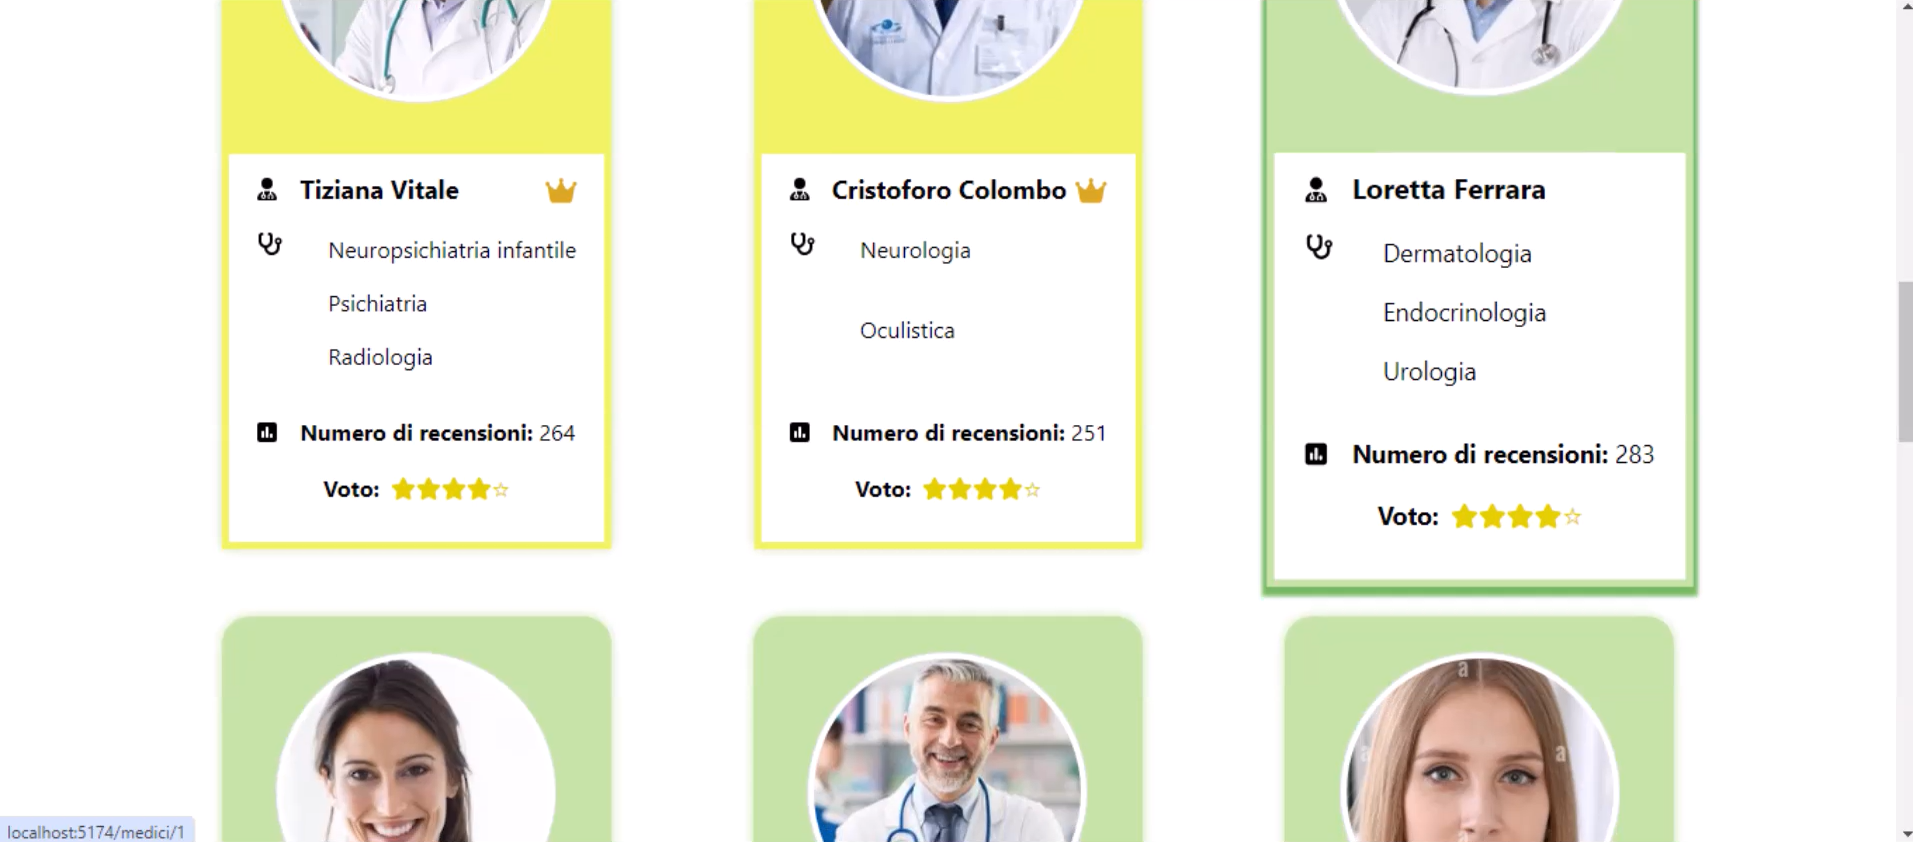 Tiziana Vitale
Neuropsichiatria infantile
Psichiatria
Radiologia
Numero di recensioni: 264
Voto:
Cristoforo Colombo
Neurologia
Oculistica
Numero di recensioni: 251
Voto:
Loretta Ferrara
Dermatologia
Endocrinologia
Urologia
Numero di recensioni: 283
Voto:
a
a
a
a
localhost:5174/medici/1